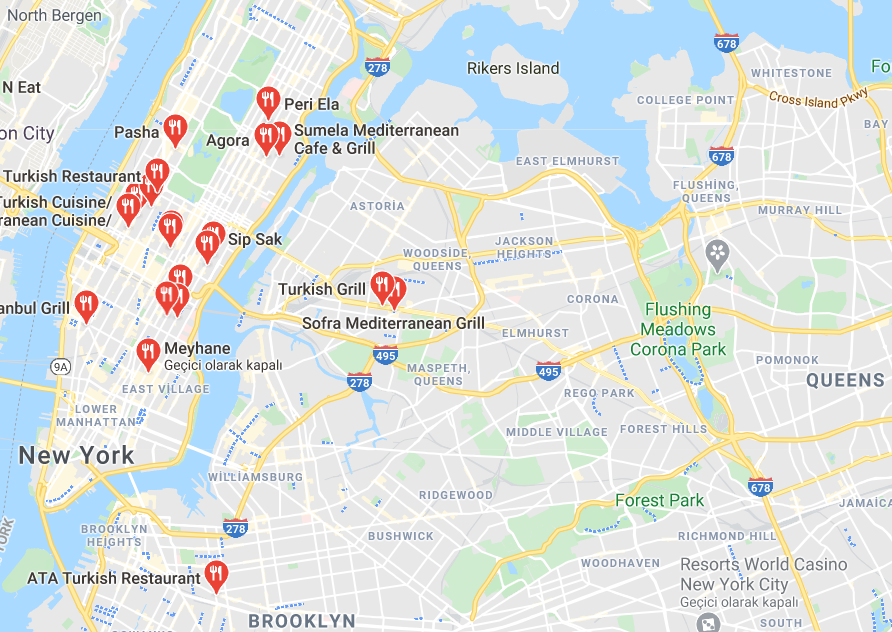 North Bergen
678
278
Rikers Island
WHITESTONE
Fo
N Eat
COLLEGE POINT
Cross Island Pkwy
Peri Ela
on City
Pasha
Agora
Sumela Mediterranean
Cafe & Grill
BAY
678
EAST ELMHURST
Turkish Restaurant
FLUSHING,
QUEENS
urkish Cuisine/
ranean Cuisine/
ASTORIA
MURRAY HILL
Sip Sak
WOODSIDE,
QUEENS
JACKSON
HEIGHTS
Turkish Grill
CORONA
anbul Grill
Sofra Mediterranean Grill
Flushing
Meadows
Corona Park
ELMHURST
Meyhane
Geçici olarak kapalı
495
POMONOK
9A
MASPETH,
QUEENS
495
278
QUEENS
EAST VILLAGE
REGO PARK
LOWER
MANHATTAN
MIDDLE VILLAGE
FOREST HILLS
New York
WILLIAMSBURG
678
RIDGEWOOD
Forest Park
JAMAICA
YORK
BROOKLYN
HEIGHTS
278
BUSHWICK
RICHMOND HILL
WOODHAVEN
Resorts World Casino
New York City
Geçici olarak kapalı
ATA Turkish Restaurant
BROOKLYN
SOUTH